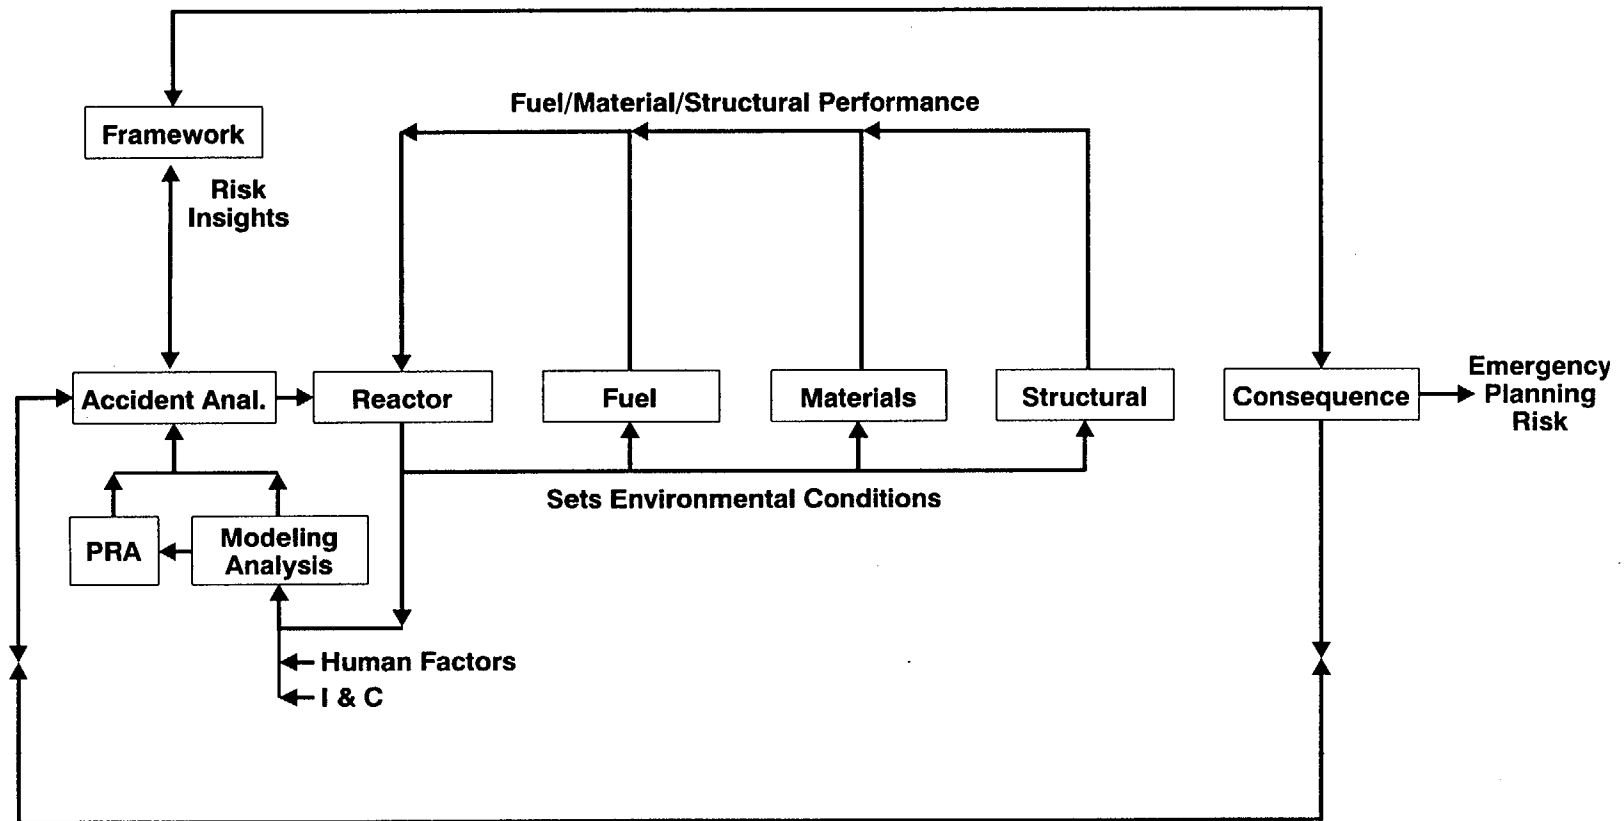 Fuel/Material/Structural Performance
Framework
Risk
Insights
Accident Anal.
Reactor
Fuel
Materials
Structural
Consequence
Emergency
Planning
Risk
Sets Environmental Conditions
PRA
Modeling
Analysis
Human Factors
I & C